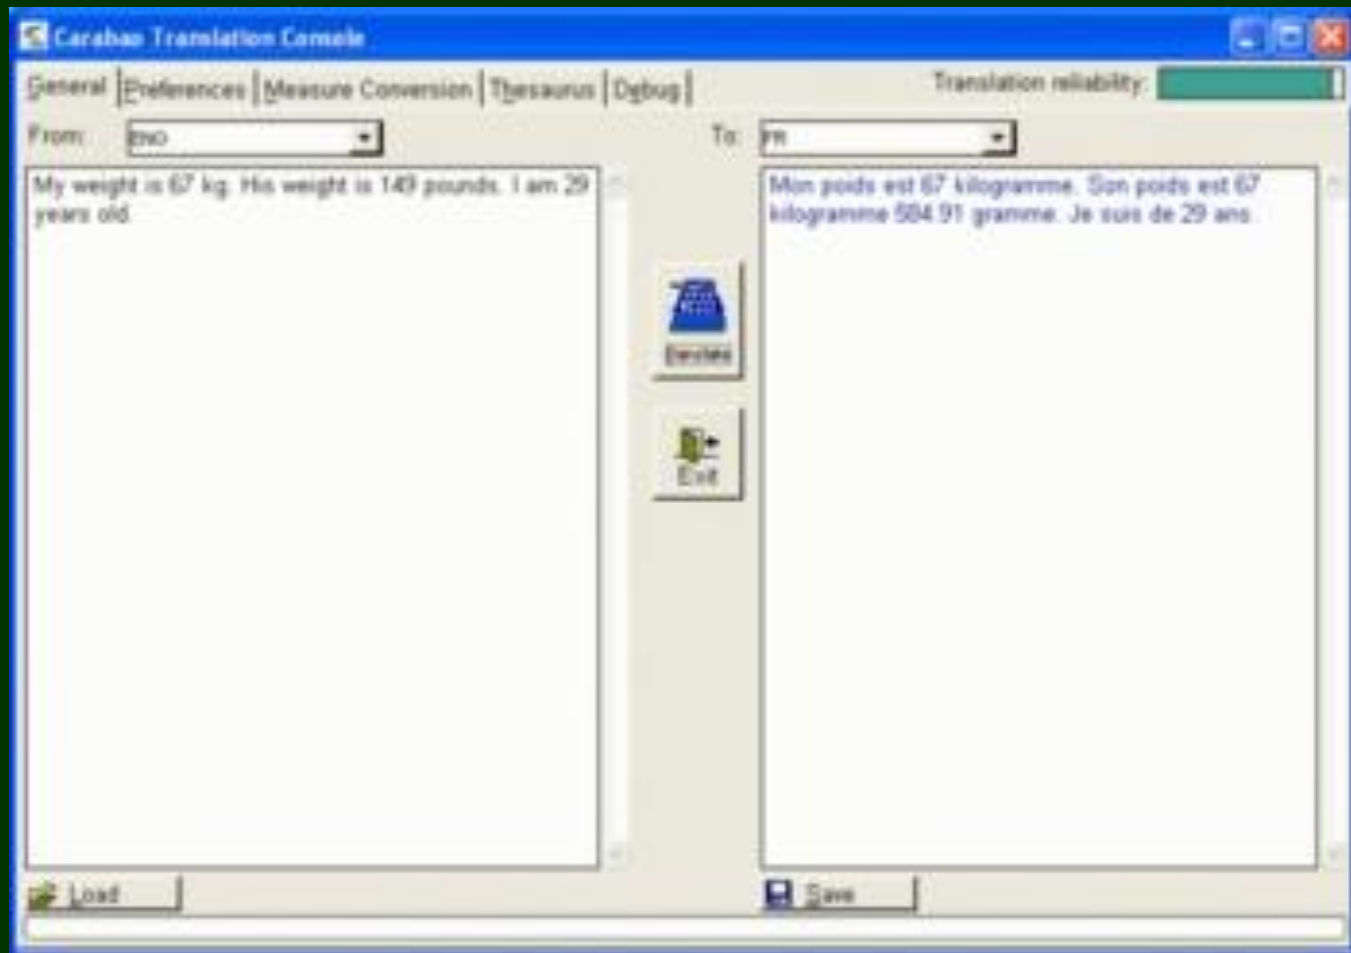 Carabao Translation Console
General Preferences Measure Conversion Thesaurus Debug Translation reliability:
From: ENG To: FR
My weight is 67 kg. His weight is 149 pounds. I am 29
years old.
Mon poids est 67 kilogramme. Son poids est 67
kilogramme 584.91 gramme. Je suis de 29 ans.
Exit
Load Save